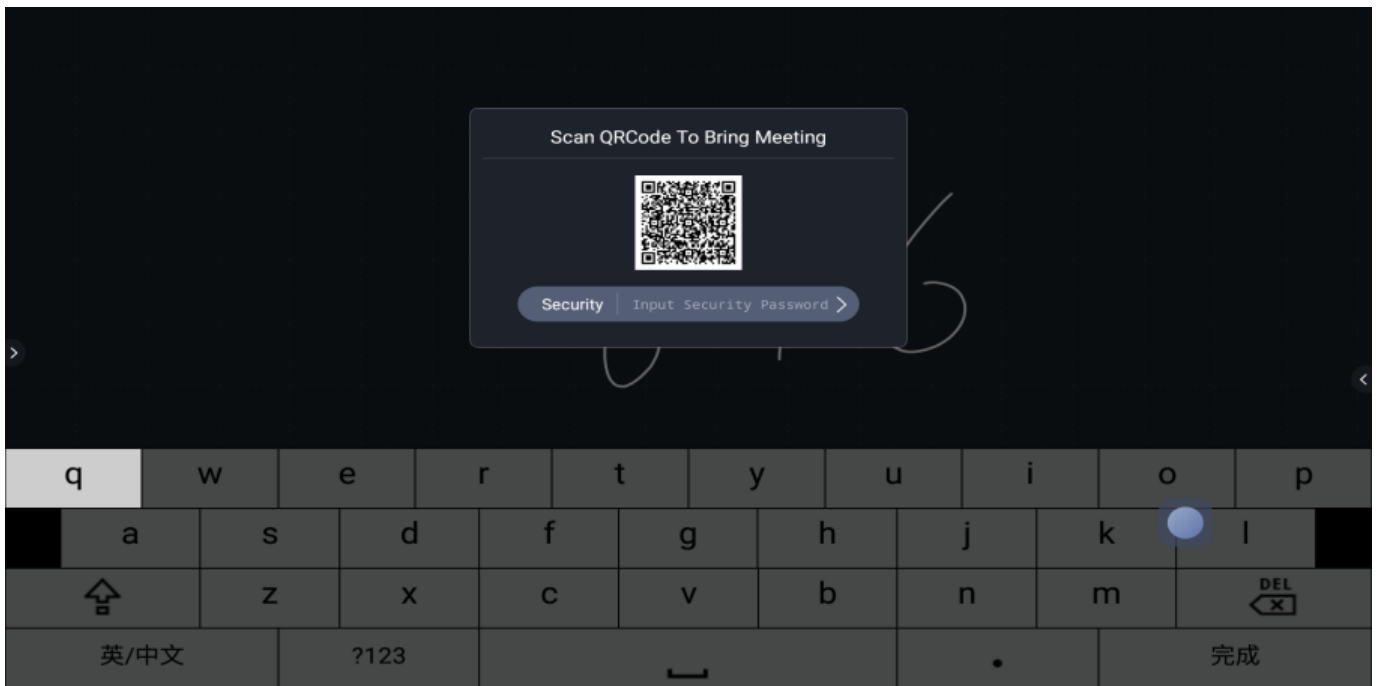 Scan QRCode To Bring Meeting
Security Input Security Password
q w e r t y u i o p
a s d f g h j k l
z x c v b n m DEL
英/中文 ?123 . 完成